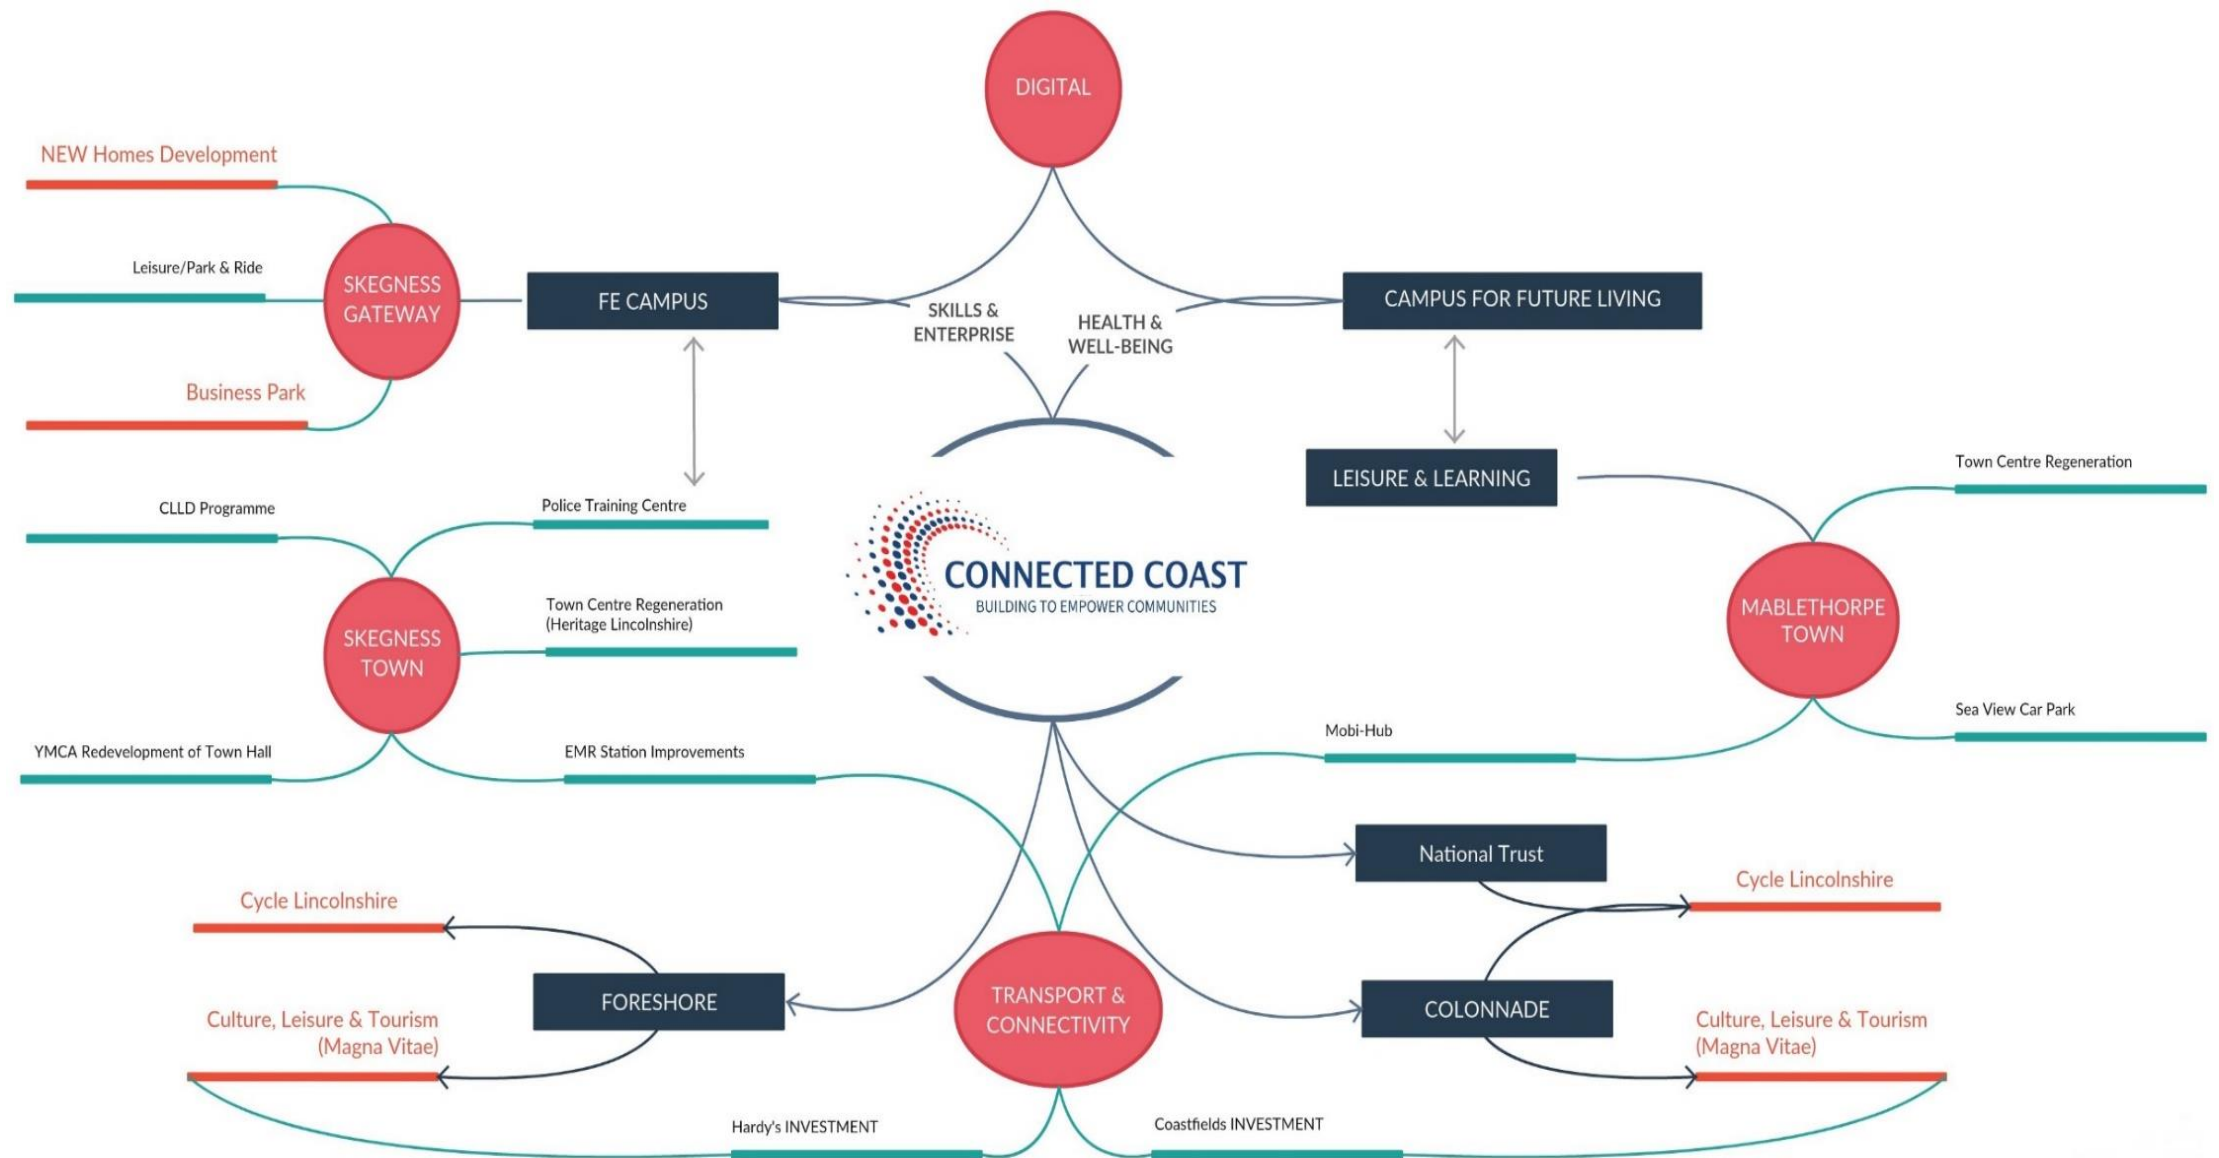 DIGITAL
NEW Homes Development
Leisure/Park & Ride
SKEGNESS
GATEWAY
Business Park
FE CAMPUS
SKILLS &
ENTERPRISE
HEALTH &
WELL-BEING
CAMPUS FOR FUTURE LIVING
LEISURE & LEARNING
CLLD Programme
Police Training Centre
Town Centre Regeneration
(Heritage Lincolnshire)
SKEGNESS
TOWN
YMCA Redevelopment of Town Hall
EMR Station Improvements
CONNECTED COAST
BUILDING TO EMPOWER COMMUNITIES
Town Centre Regeneration
MABLETHORPE
TOWN
Sea View Car Park
Mobi-Hub
National Trust
Cycle Lincolnshire
Cycle Lincolnshire
FORESHORE
TRANSPORT &
CONNECTIVITY
COLONNADE
Culture, Leisure & Tourism
(Magna Vitae)
Culture, Leisure & Tourism
(Magna Vitae)
Hardy's INVESTMENT
Coastfields INVESTMENT